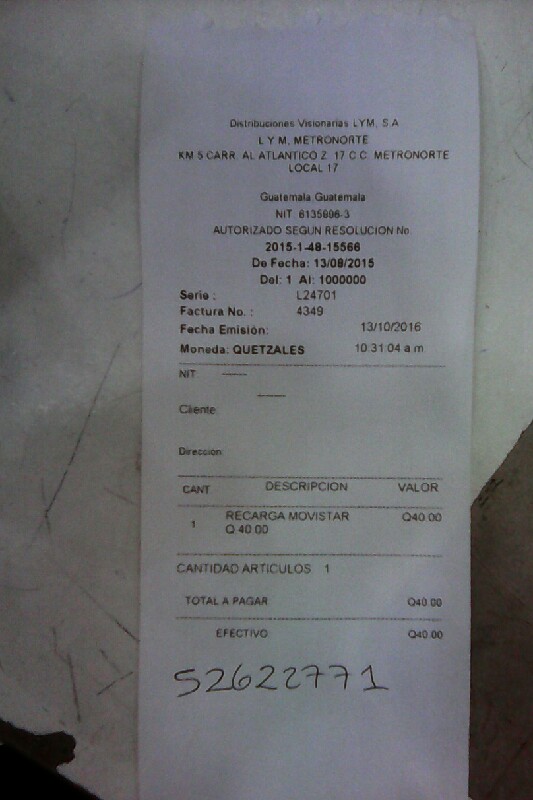 Distribuciones Visionarias LYM, S.A
L Y M, METRONORTE
KM 5 CARR. AL ATLANTICO Z. 17 C.C. METRONORTE
LOCAL 17
Guatemala,Guatemala
NIT 6135896-3
AUTORIZADO SEGUN RESOLUCION No.
2015-1-48-15566
De Fecha: 13/08/2015
Del: 1 Al: 1000000
Serie : L24701
Factura No. : 4349
Fecha Emisión: 13/10/2016
Moneda: QUETZALES 10:31:04 a m
NIT: -----
-----
Cliente:
Dirección:
CANT DESCRIPCION VALOR
1 RECARGA MOVISTAR Q40.00
Q 40.00
CANTIDAD ARTICULOS 1
TOTAL A PAGAR Q40.00
EFECTIVO Q40.00
52622771